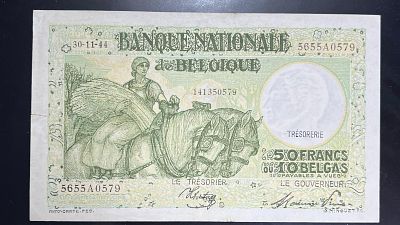 BANQUE NATIONALE
30-11-44
5655A0579
DE BELGIQUE
141350579
TRÉSORERIE
50 FRANCS
OU 10 BELGAS
PAYABLES A VUE
5655A0579
LE TRÉSORIER
LE GOUVERNEUR